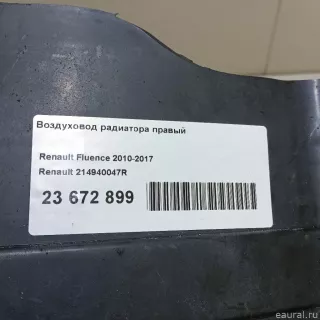 Воздуховод радиатора правый
Renault Fluence 2010-2017
Renault 214940047R
23 672 899
eaural.ru